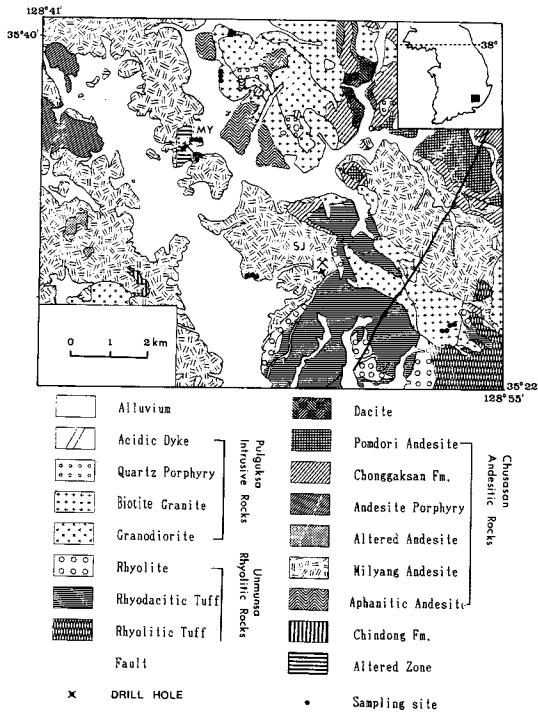 128°41'
35°40'
38°
MY
SJ
0 1 2 km
35°22
128°55'
Alluvium
Acidic Dyke
Quartz Porphyry
Biotite Granite
Granodiorite
Pulguksa
Intrusive Rocks
Rhyolite
Rhyodacitic Tuff
Rhyolitic Tuff
Unmunsa
Rhyolitic Rocks
Fault
DRILL HOLE
Dacite
Pomdori Andesite
Chonggaksan Fm.
Andesite Porphyry
Altered Andesite
Milyang Andesite
Aphanitic Andesite
Chusasan
Andesitic Rocks
Chindong Fm.
Altered Zone
Sampling site